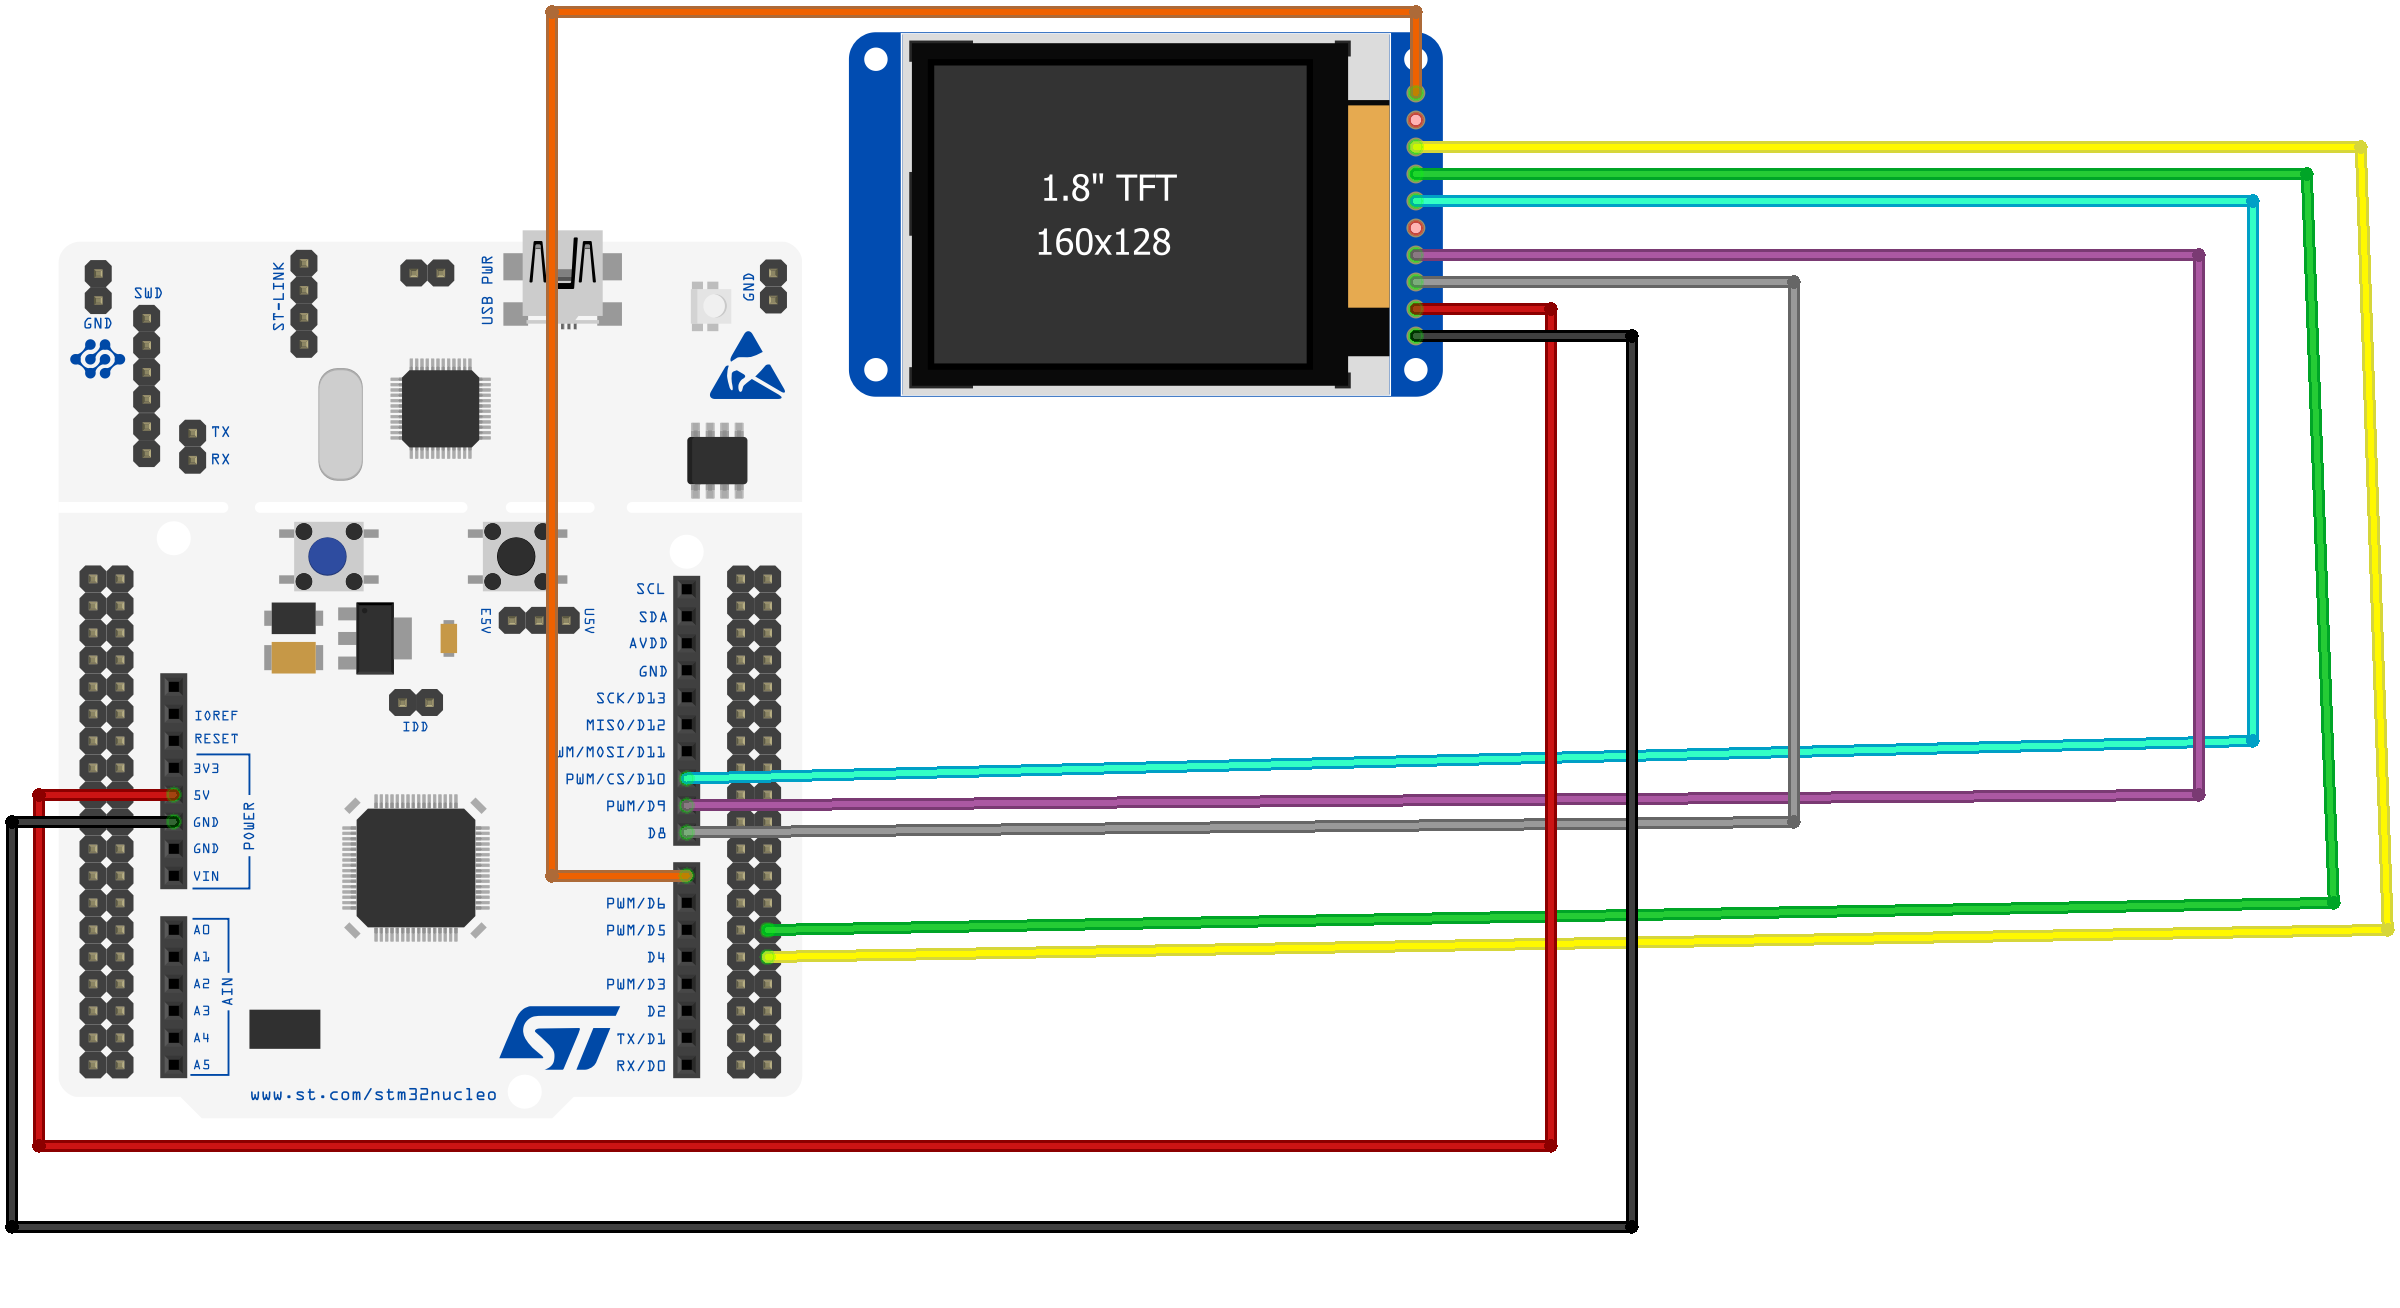 1.8" TFT
160x128
SWD
GND
ST-LINK
USB PWR
GND
TX
RX
E5V
U5V
IDD
IOREF
RESET
3V3
5V
GND
GND
VIN
POWER
A0
A1
A2
A3
A4
A5
AIN
SCL
SDA
AVDD
GND
SCK/D13
MISO/D12
WM/MOSI/D11
PWM/CS/D10
PWM/D9
D8
PWM/D6
PWM/D5
D4
PWM/D3
D2
TX/D1
RX/D0
ST
www.st.com/stm32nucleo